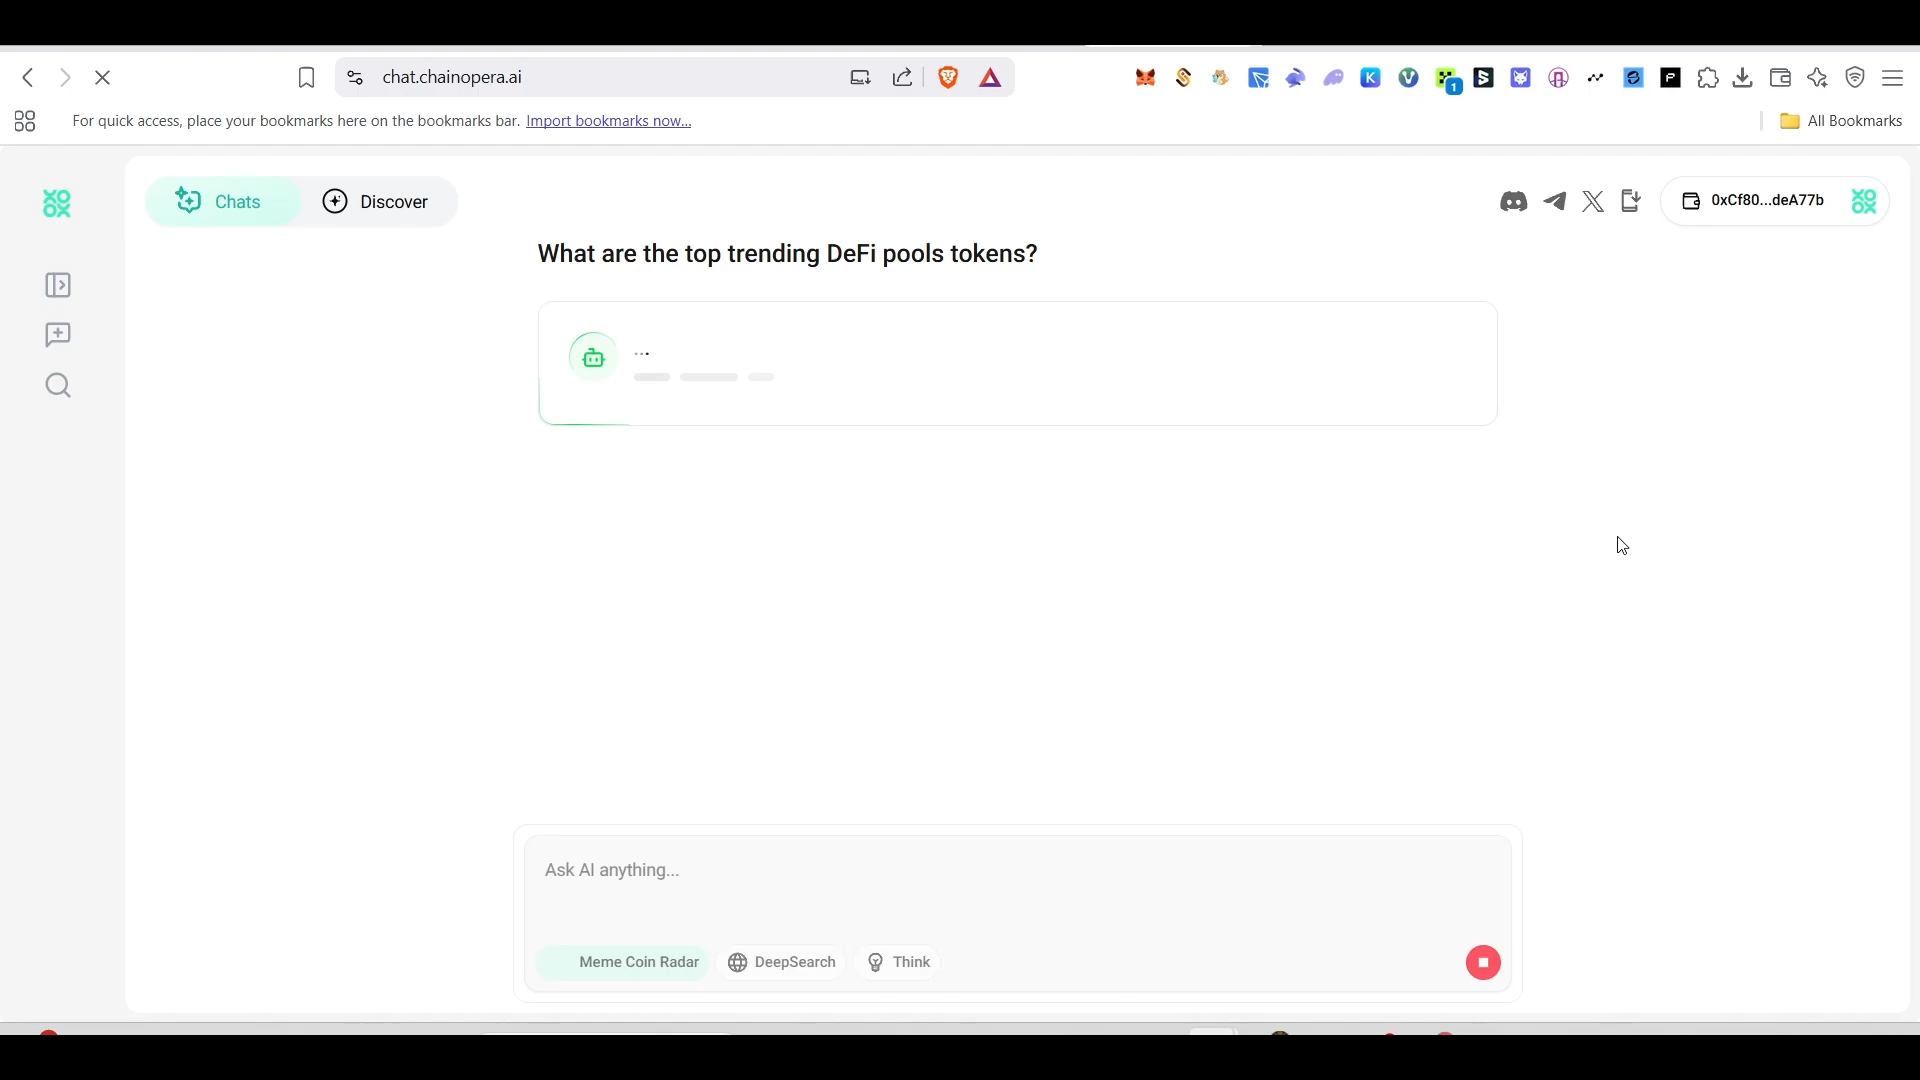 chat.chainopera.ai
1
For quick access, place your bookmarks here on the bookmarks bar. Import bookmarks now...
All Bookmarks
Chats
Discover
0xCf80...deA77b
What are the top trending DeFi pools tokens?
...
Ask AI anything...
Meme Coin Radar
DeepSearch
Think